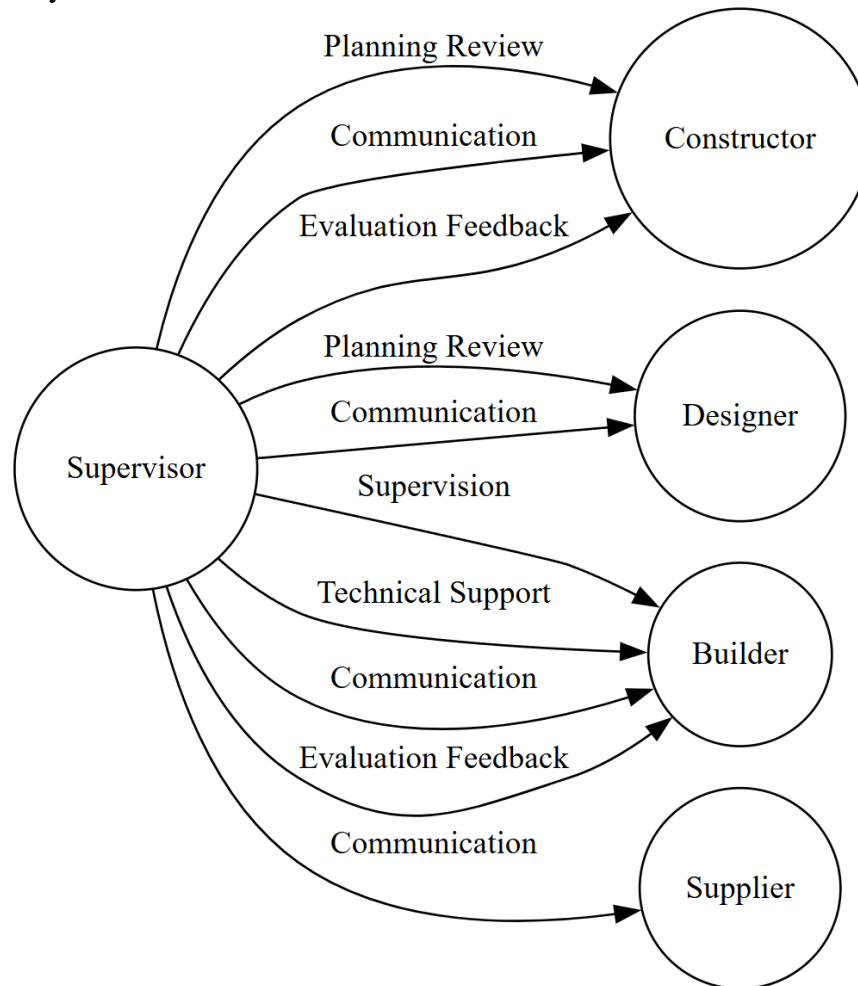 Planning Review
Constructor
Communication
Evaluation Feedback
Planning Review
Communication
Designer
Supervisor
Supervision
Technical Support
Builder
Communication
Evaluation Feedback
Communication
Supplier